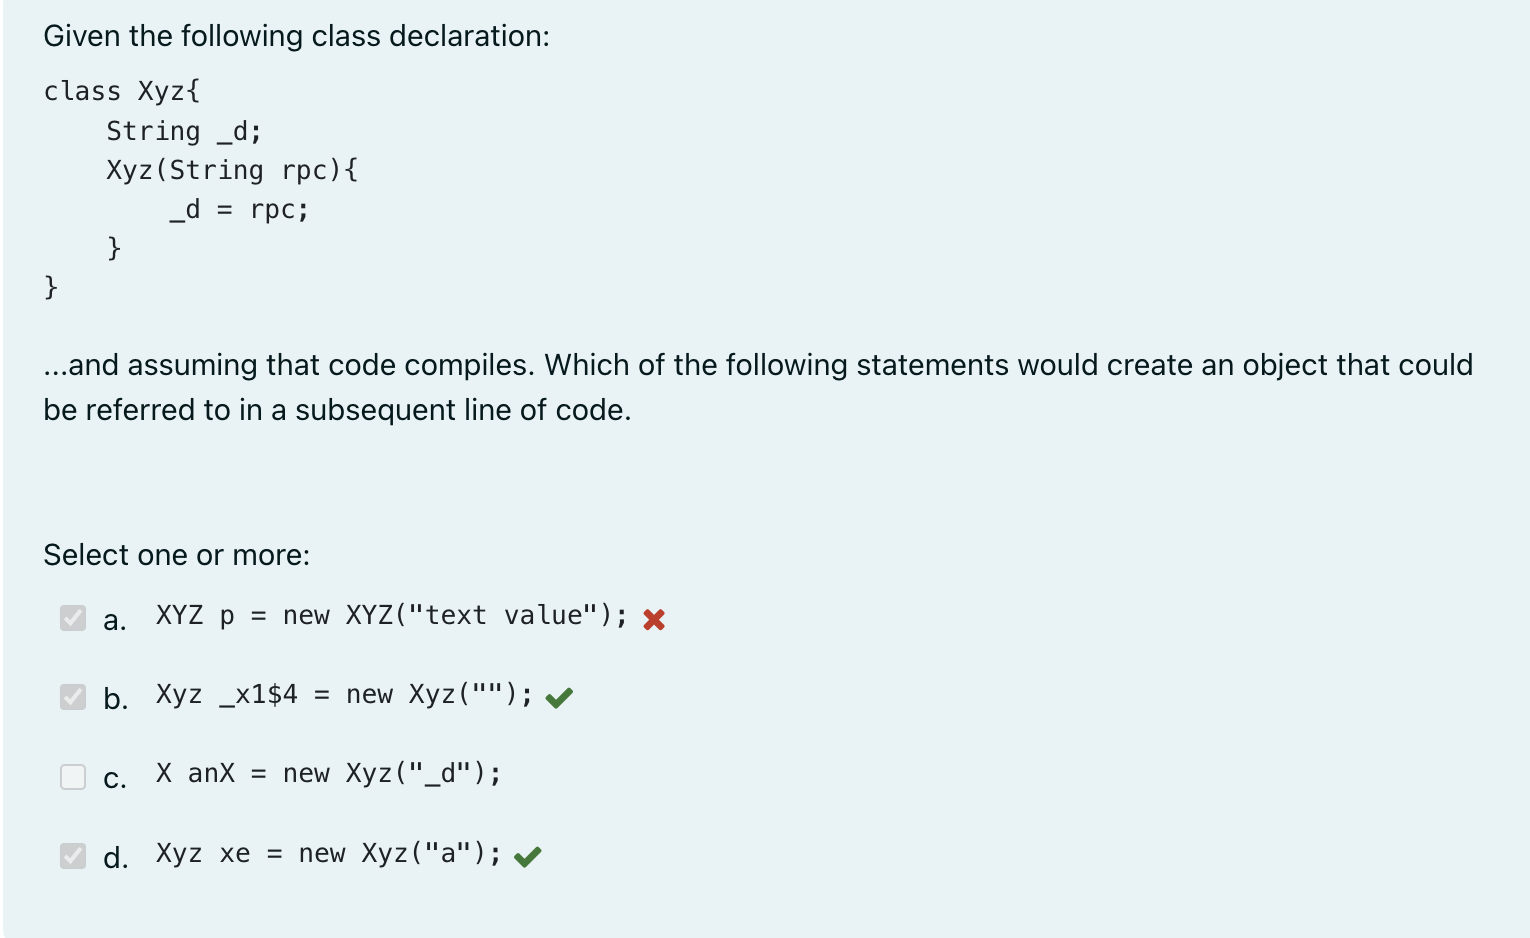 Given the following class declaration:
class Xyz{
    String _d;
    Xyz(String rpc){
        _d = rpc;
    }
}
...and assuming that code compiles. Which of the following statements would create an object that could
be referred to in a subsequent line of code.
Select one or more:
a. XYZ p = new XYZ("text value");
b. Xyz _x1$4 = new Xyz("");
c. X anX = new Xyz("_d");
d. Xyz xe = new Xyz("a");